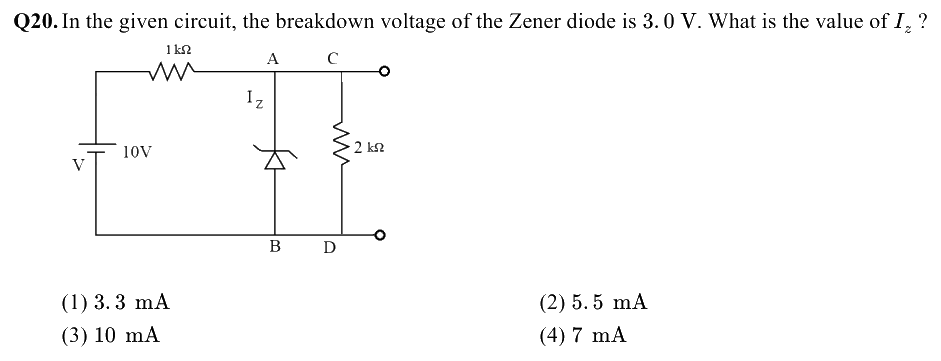 Q20. In the given circuit, the breakdown voltage of the Zener diode is 3.0 V. What is the value of I_z ?
1 kΩ
A
C
I_Z
10V
V
2 kΩ
B
D
(1) 3.3 mA
(2) 5.5 mA
(3) 10 mA
(4) 7 mA